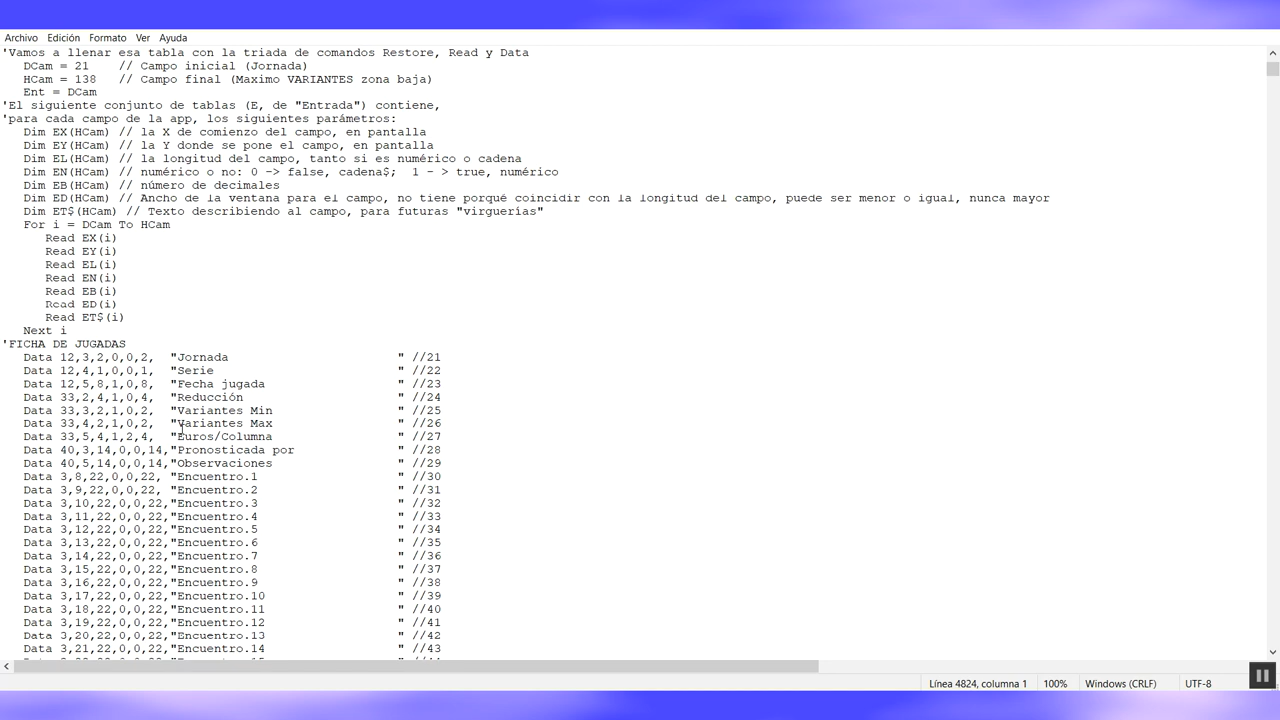 Archivo Edición Formato Ver Ayuda
'Vamos a llenar esa tabla con la triada de comandos Restore, Read y Data
DCam = 21 // Campo inicial (Jornada)
HCam = 138 // Campo final (Maximo VARIANTES zona baja)
Ent = DCam
'El siguiente conjunto de tablas (E, de "Entrada") contiene,
'para cada campo de la app, los siguientes parámetros:
Dim EX(HCam) // la X de comienzo del campo, en pantalla
Dim EY(HCam) // la Y donde se pone el campo, en pantalla
Dim EL(HCam) // la longitud del campo, tanto si es numérico o cadena
Dim EN(HCam) // numérico o no: 0 -> false, cadena$; 1 - > true, numérico
Dim EB(HCam) // número de decimales
Dim ED(HCam) // Ancho de la ventana para el campo, no tiene porqué coincidir con la longitud del campo, puede ser menor o igual, nunca mayor
Dim ET$(HCam) // Texto describiendo al campo, para futuras "virguerías"
For i = DCam To HCam
Read EX(i)
Read EY(i)
Read EL(i)
Read EN(i)
Read EB(i)
Read ED(i)
Read ET$(i)
Next i
'FICHA DE JUGADAS
Data 12,3,2,0,0,2, "Jornada " //21
Data 12,4,1,0,0,1, "Serie " //22
Data 12,5,8,1,0,8, "Fecha jugada " //23
Data 33,2,4,1,0,4, "Reducción " //24
Data 33,3,2,1,0,2, "Variantes Min " //25
Data 33,4,2,1,0,2, "Variantes Max " //26
Data 33,5,4,1,2,4, "Euros/Columna " //27
Data 40,3,14,0,0,14,"Pronosticada por " //28
Data 40,5,14,0,0,14,"Observaciones " //29
Data 3,8,22,0,0,22, "Encuentro.1 " //30
Data 3,9,22,0,0,22, "Encuentro.2 " //31
Data 3,10,22,0,0,22,"Encuentro.3 " //32
Data 3,11,22,0,0,22,"Encuentro.4 " //33
Data 3,12,22,0,0,22,"Encuentro.5 " //34
Data 3,13,22,0,0,22,"Encuentro.6 " //35
Data 3,14,22,0,0,22,"Encuentro.7 " //36
Data 3,15,22,0,0,22,"Encuentro.8 " //37
Data 3,16,22,0,0,22,"Encuentro.9 " //38
Data 3,17,22,0,0,22,"Encuentro.10 " //39
Data 3,18,22,0,0,22,"Encuentro.11 " //40
Data 3,19,22,0,0,22,"Encuentro.12 " //41
Data 3,20,22,0,0,22,"Encuentro.13 " //42
Data 3,21,22,0,0,22,"Encuentro.14 " //43
Línea 4824, columna 1 100% Windows (CRLF) UTF-8